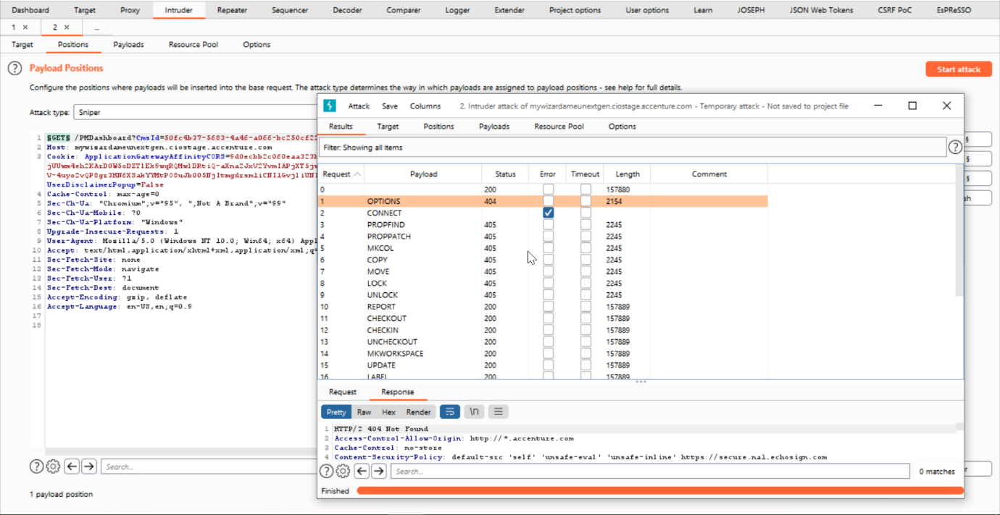 Dashboard Target Proxy Intruder Repeater Sequencer Decoder Comparer Logger Extender Project options User options Learn JOSEPH JSON Web Tokens CSRF PoC EsPReSSO
1 × 2 × ...
Target Positions Payloads Resource Pool Options
? Payload Positions
Start attack
Configure the positions where payloads will be inserted into the base request. The attack type determines the way in which payloads are assigned to payload positions - see help for full details.
Attack type: Sniper
1 §GET§ /PMDashboard?CmsId=50fc4b37-5683-4a46-a066-bc250cf22
2 Host: mywizardameunextgen.ciostage.accenture.com
3 Cookie: ApplicationGatewayAffinityCORS=
UserDisclaimerPopup=False
4 Cache-Control: max-age=0
5 Sec-Ch-Ua: "Chromium";v="95", ";Not A Brand";v="99"
6 Sec-Ch-Ua-Mobile: ?0
7 Sec-Ch-Ua-Platform: "Windows"
8 Upgrade-Insecure-Requests: 1
9 User-Agent: Mozilla/5.0 (Windows NT 10.0; Win64; x64) Appl
10 Accept: text/html,application/xhtml+xml,application/xml;q=
11 Sec-Fetch-Site: none
12 Sec-Fetch-Mode: navigate
13 Sec-Fetch-User: ?1
14 Sec-Fetch-Dest: document
15 Accept-Encoding: gzip, deflate
16 Accept-Language: en-US,en;q=0.9
17
18
? Search...
1 payload position
Attack Save Columns 2. Intruder attack of mywizardameunextgen.ciostage.accenture.com - Temporary attack - Not saved to project file
Results Target Positions Payloads Resource Pool Options
Filter: Showing all items ?
Request Payload Status Error Timeout Length Comment
0 200 157880
1 OPTIONS 404 2154
2 CONNECT
3 PROPFIND 405 2245
4 PROPPATCH 405 2245
5 MKCOL 405 2245
6 COPY 405 2245
7 MOVE 405 2245
8 LOCK 405 2245
9 UNLOCK 405 2245
10 REPORT 200 157889
11 CHECKOUT 200 157889
12 CHECKIN 200 157889
13 UNCHECKOUT 200 157889
14 MKWORKSPACE 200 157889
15 UPDATE 200 157889
16 LABEL 200 157889
Request Response
Pretty Raw Hex Render \n
1 HTTP/2 404 Not Found
2 Access-Control-Allow-Origin: http://*.accenture.com
3 Cache-Control: no-store
4 Content-Security-Policy: default-src 'self' 'unsafe-eval' 'unsafe-inline' https://secure.na1.echosign.com
? Search... 0 matches
Finished
§
§
§
sh
r